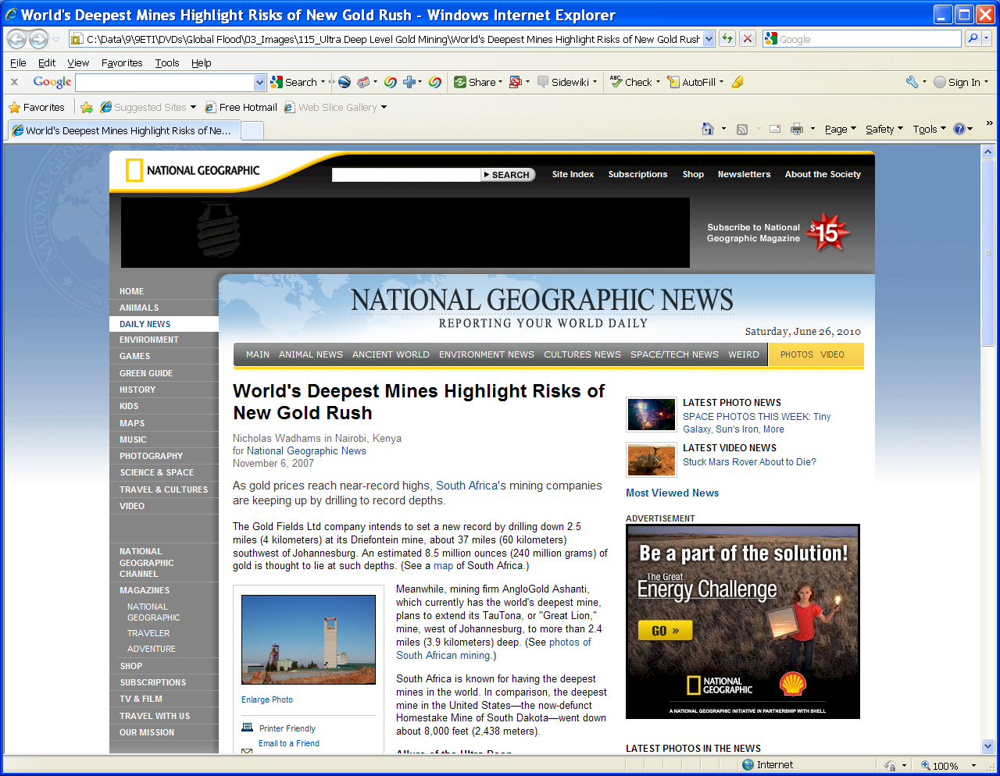 World's Deepest Mines Highlight Risks of New Gold Rush - Windows Internet Explorer
C:\Data\9\9ETI\DVDs\Global Flood\03_Images\115_Ultra Deep Level Gold Mining\World's Deepest Mines Highlight Risks of New Gold Rush
Google
File Edit View Favorites Tools Help
Google Search Share Sidewiki Check AutoFill Sign In
Favorites Suggested Sites Free Hotmail Web Slice Gallery
World's Deepest Mines Highlight Risks of Ne...
Page Safety Tools
NATIONAL GEOGRAPHIC
SEARCH
Site Index Subscriptions Shop Newsletters About the Society
Subscribe to National
Geographic Magazine
$15
HOME
ANIMALS
DAILY NEWS
ENVIRONMENT
GAMES
GREEN GUIDE
HISTORY
KIDS
MAPS
MUSIC
PHOTOGRAPHY
SCIENCE & SPACE
TRAVEL & CULTURES
VIDEO
NATIONAL
GEOGRAPHIC
CHANNEL
MAGAZINES
NATIONAL
GEOGRAPHIC
TRAVELER
ADVENTURE
SHOP
SUBSCRIPTIONS
TV & FILM
TRAVEL WITH US
OUR MISSION
NATIONAL GEOGRAPHIC NEWS
REPORTING YOUR WORLD DAILY
Saturday, June 26, 2010
MAIN ANIMAL NEWS ANCIENT WORLD ENVIRONMENT NEWS CULTURES NEWS SPACE/TECH NEWS WEIRD PHOTOS VIDEO
World's Deepest Mines Highlight Risks of
New Gold Rush
Nicholas Wadhams in Nairobi, Kenya
for National Geographic News
November 6, 2007
As gold prices reach near-record highs, South Africa's mining companies
are keeping up by drilling to record depths.
The Gold Fields Ltd company intends to set a new record by drilling down 2.5
miles (4 kilometers) at its Driefontein mine, about 37 miles (60 kilometers)
southwest of Johannesburg. An estimated 8.5 million ounces (240 million grams) of
gold is thought to lie at such depths. (See a map of South Africa.)
Enlarge Photo
Printer Friendly
Email to a Friend
Meanwhile, mining firm AngloGold Ashanti,
which currently has the world's deepest mine,
plans to extend its TauTona, or "Great Lion,"
mine, west of Johannesburg, to more than 2.4
miles (3.9 kilometers) deep. (See photos of
South African mining.)
South Africa is known for having the deepest
mines in the world. In comparison, the deepest
mine in the United States—the now-defunct
Homestake Mine of South Dakota—went down
about 8,000 feet (2,438 meters).
Allure of the Ultra Deep
LATEST PHOTO NEWS
SPACE PHOTOS THIS WEEK: Tiny
Galaxy, Sun's Iron, More
LATEST VIDEO NEWS
Stuck Mars Rover About to Die?
Most Viewed News
ADVERTISEMENT
Be a part of the solution!
The Great
Energy Challenge
GO »
NATIONAL
GEOGRAPHIC
A NATIONAL GEOGRAPHIC INITIATIVE IN PARTNERSHIP WITH SHELL
LATEST PHOTOS IN THE NEWS
Internet 100%